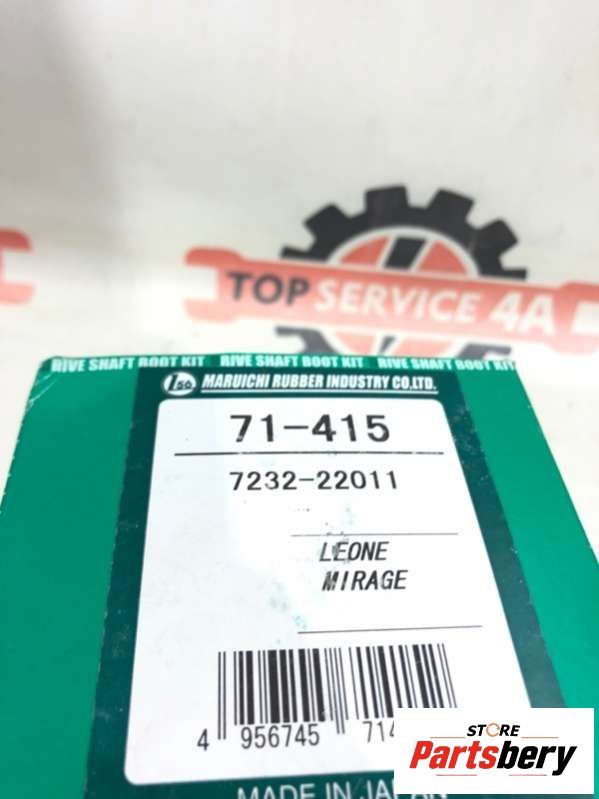 TOP SERVICE 4A
RIVE SHAFT BOOT KIT RIVE SHAFT BOOT KIT RIVE SHAFT BOOT KIT
MARUICHI RUBBER INDUSTRY CO.,LTD.
71-415
7232-22011
LEONE
MIRAGE
4 956745 714
MADE IN JAPAN
STORE
Partsbery